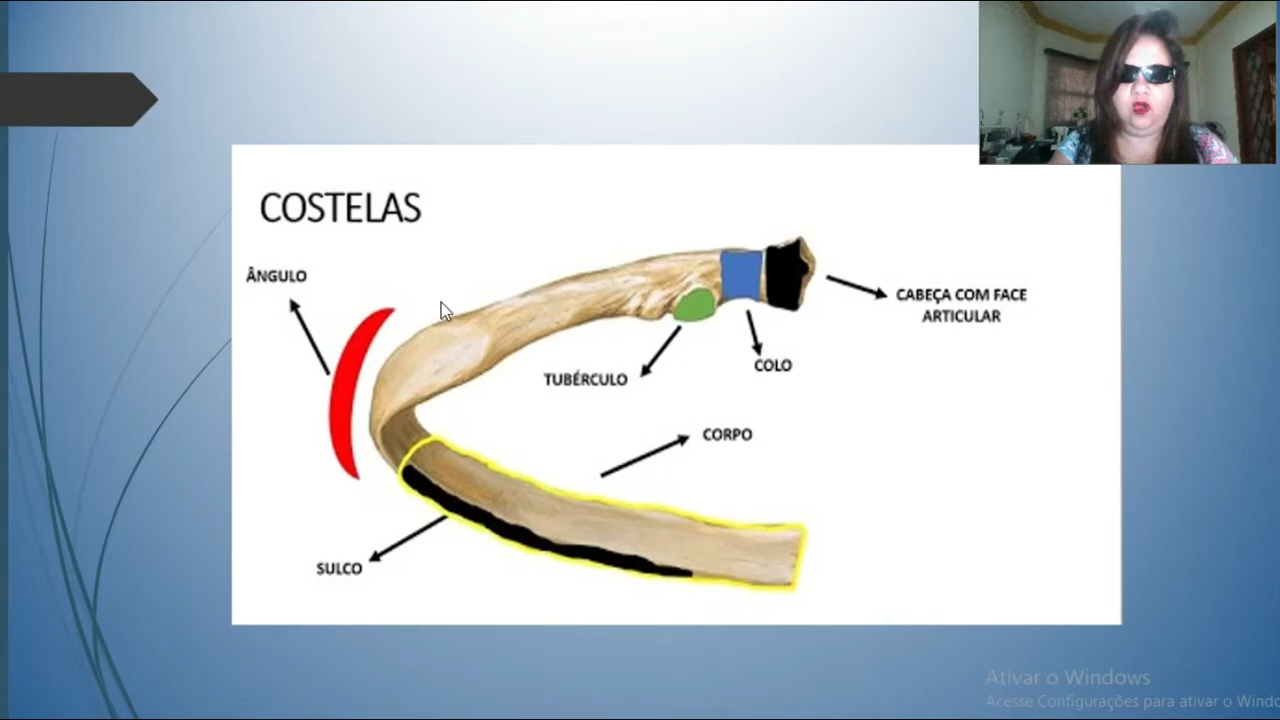 COSTELAS
ÂNGULO
CABEÇA COM FACE
ARTICULAR
COLO
TUBÉRCULO
CORPO
SULCO
Ativar o Windows
Acesse Configurações para ativar o Windo